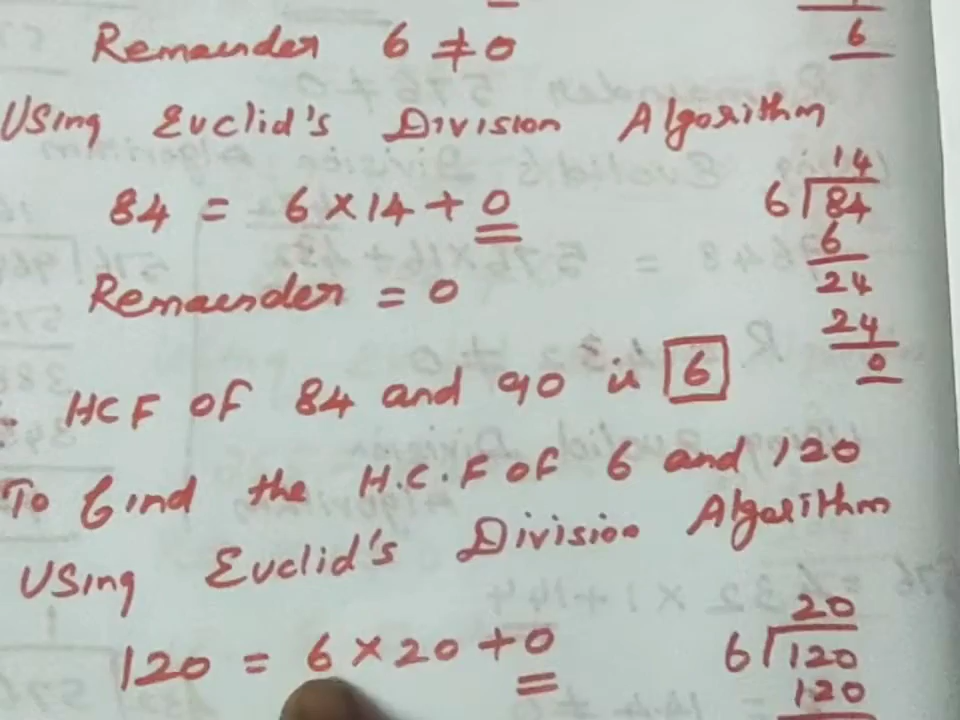 Remainder 6 ≠ 0
6
Using Euclid's Division Algorithm
84 = 6 × 14 + 0
14
6 ) 84
6
24
24
0
Remainder = 0
HCF of 84 and 90 is 6
To find the H.C.F of 6 and 120
Using Euclid's Division Algorithm
120 = 6 × 20 + 0
20
6 ) 120
120